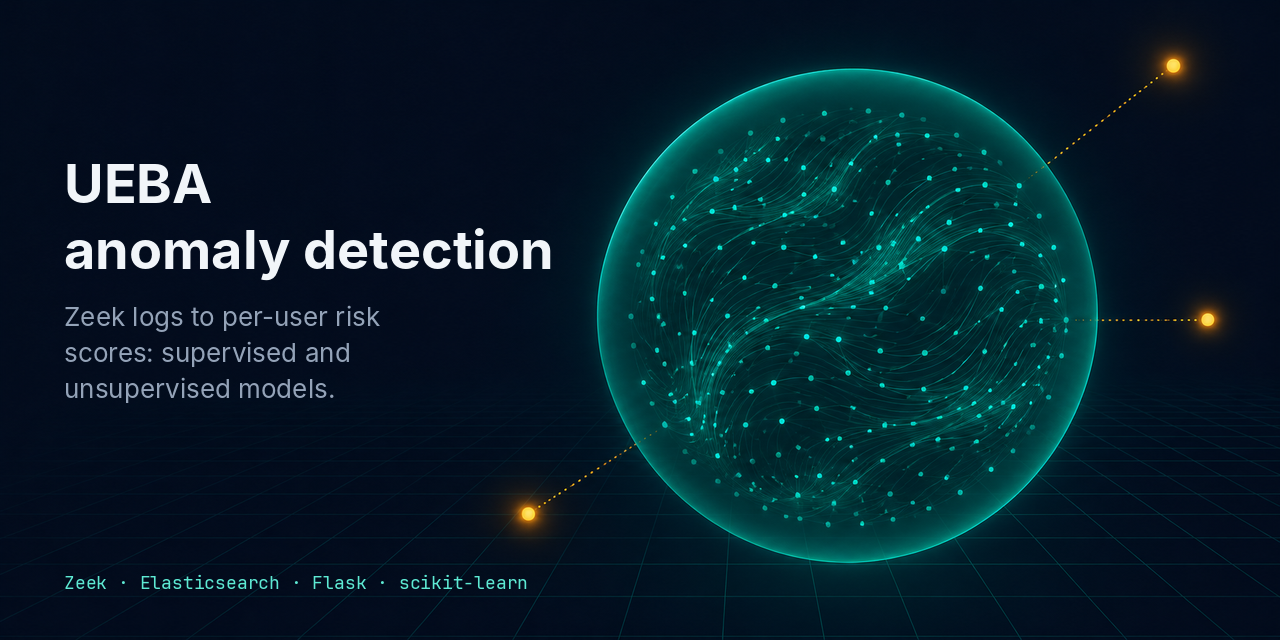 UEBA
anomaly detection
Zeek logs to per-user risk
scores: supervised and
unsupervised models.
Zeek · Elasticsearch · Flask · scikit-learn